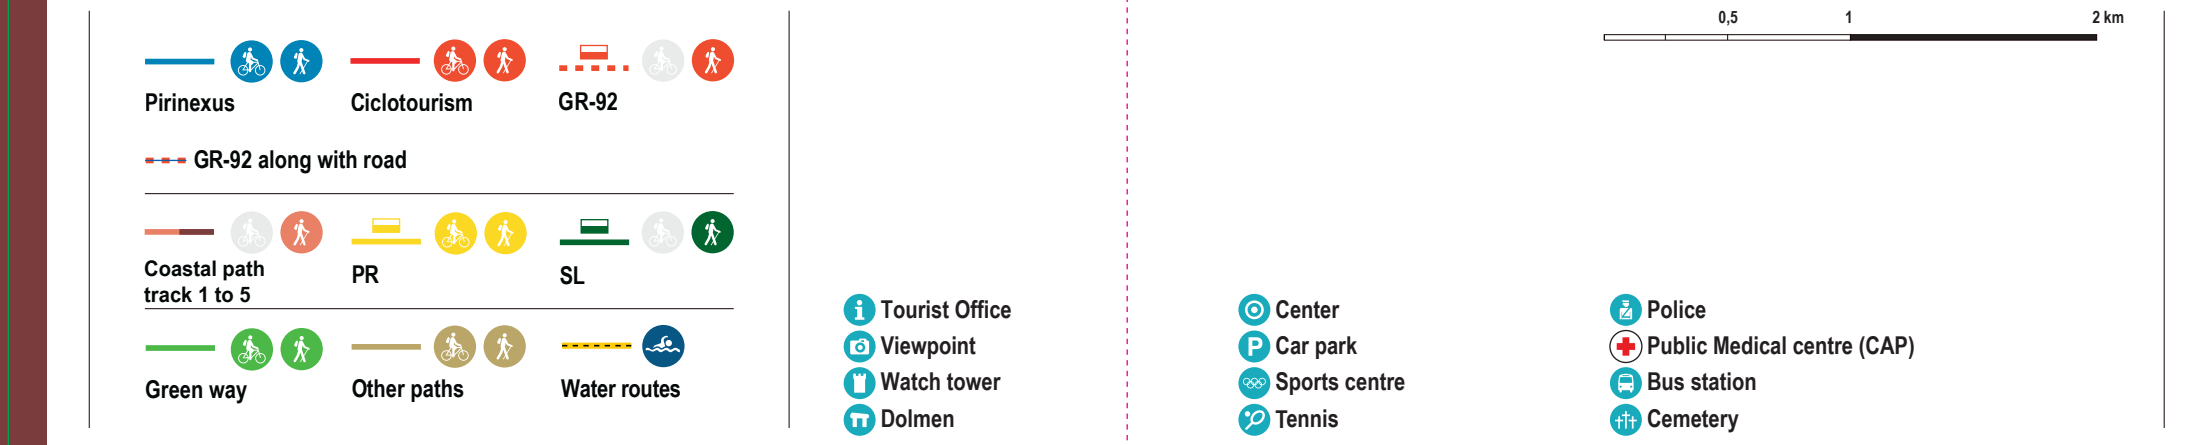 0,5 1 2 km
Pirinexus Ciclotourism GR-92
GR-92 along with road
Coastal path
track 1 to 5
PR SL
Green way Other paths Water routes
i Tourist Office
Viewpoint
Watch tower
Dolmen
Center
P Car park
Sports centre
Tennis
Police
Public Medical centre (CAP)
Bus station
Cemetery